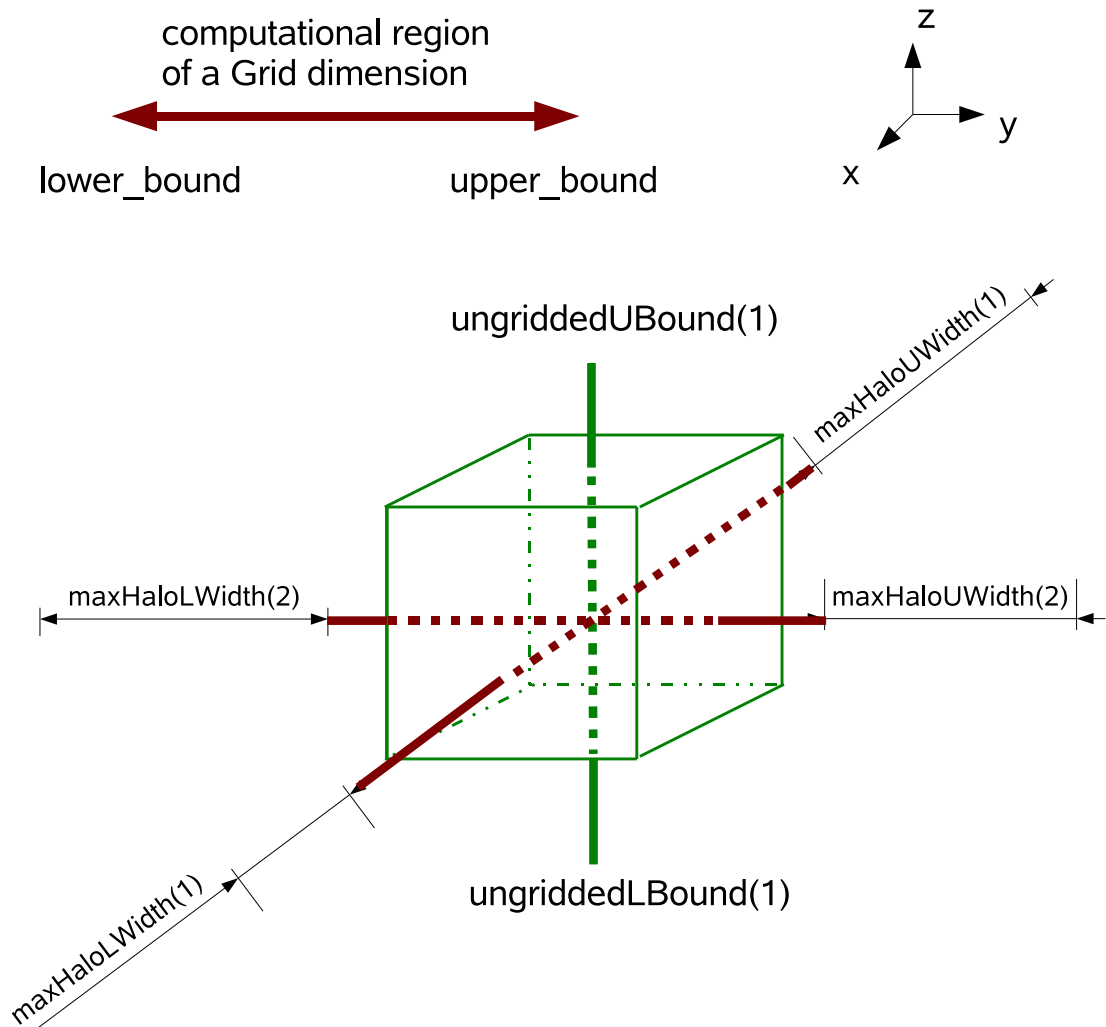 computational region
of a Grid dimension
z
y
x
lower_bound
upper_bound
ungriddedUBound(1)
maxHaloUWidth(1)
maxHaloLWidth(2)
maxHaloUWidth(2)
ungriddedLBound(1)
maxHaloLWidth(1)